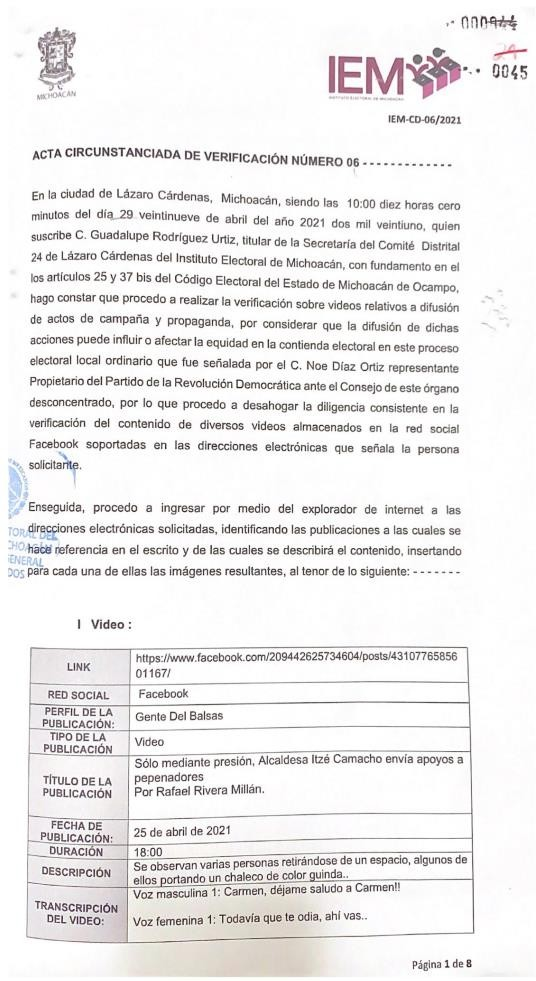 000944
24
0045
MICHOACÁN
IEM
INSTITUTO ELECTORAL DE MICHOACÁN
IEM-CD-06/2021
ACTA CIRCUNSTANCIADA DE VERIFICACIÓN NÚMERO 06 - - - - - - - - - - - - -
En la ciudad de Lázaro Cárdenas, Michoacán, siendo las 10:00 diez horas cero
minutos del día 29 veintinueve de abril del año 2021 dos mil veintiuno, quien
suscribe C. Guadalupe Rodríguez Urtiz, titular de la Secretaría del Comité Distrital
24 de Lázaro Cárdenas del Instituto Electoral de Michoacán, con fundamento en el
los artículos 25 y 37 bis del Código Electoral del Estado de Michoacán de Ocampo,
hago constar que procedo a realizar la verificación sobre videos relativos a difusión
de actos de campaña y propaganda, por considerar que la difusión de dichas
acciones puede influir o afectar la equidad en la contienda electoral en este proceso
electoral local ordinario que fue señalada por el C. Noe Díaz Ortiz representante
Propietario del Partido de la Revolución Democrática ante el Consejo de este órgano
desconcentrado, por lo que procedo a desahogar la diligencia consistente en la
verificación del contenido de diversos videos almacenados en la red social
Facebook soportadas en las direcciones electrónicas que señala la persona
solicitante.
Enseguida, procedo a ingresar por medio del explorador de internet a las
TORAL DEL
direcciones electrónicas solicitadas, identificando las publicaciones a las cuales se
CHOACÁN
hace referencia en el escrito y de las cuales se describirá el contenido, insertando
GENERAL
DOS
para cada una de ellas las imágenes resultantes, al tenor de lo siguiente: - - - - - - -
I Video :
LINK
https://www.facebook.com/209442625734604/posts/43107765856
01167/
RED SOCIAL
Facebook
PERFIL DE LA
PUBLICACIÓN:
Gente Del Balsas
TIPO DE LA
PUBLICACIÓN
Video
TÍTULO DE LA
PUBLICACIÓN
Sólo mediante presión, Alcaldesa Itzé Camacho envía apoyos a
pepenadores
Por Rafael Rivera Millán.
FECHA DE
PUBLICACIÓN:
25 de abril de 2021
DURACIÓN
18:00
DESCRIPCIÓN
Se observan varias personas retirándose de un espacio, algunos de
ellos portando un chaleco de color guinda..
TRANSCRIPCIÓN
DEL VIDEO:
Voz masculina 1: Carmen, déjame saludo a Carmen!!
Voz femenina 1: Todavía que te odia, ahí vas..
Página 1 de 8